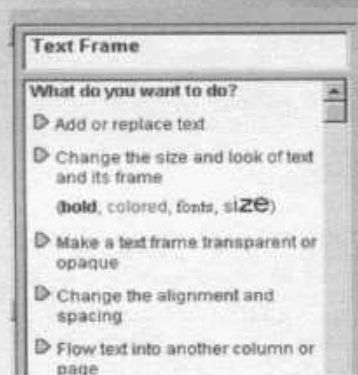 Text Frame
What do you want to do?
Add or replace text
Change the size and look of text
and its frame
(bold, colored, fonts, size)
Make a text frame transparent or
opaque
Change the alignment and
spacing
Flow text into another column or
page